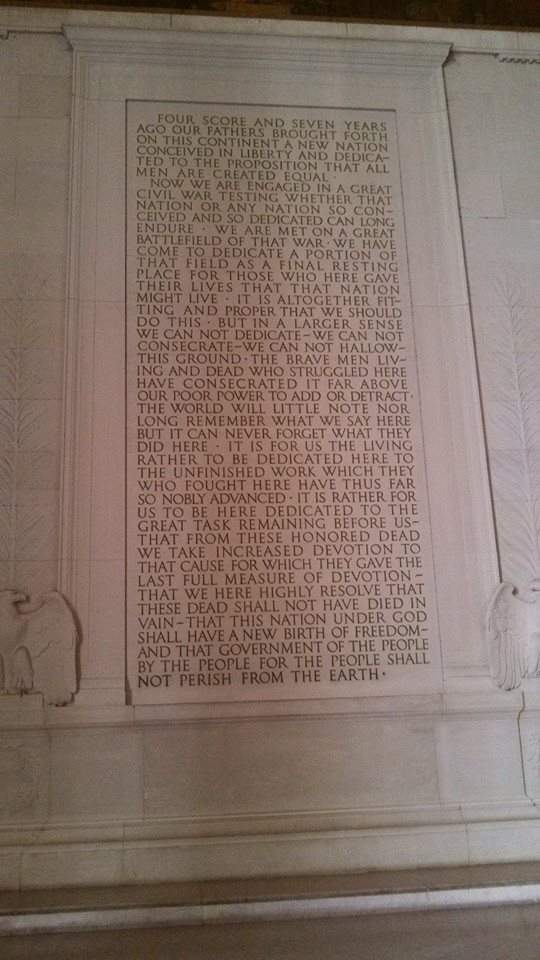 FOUR SCORE AND SEVEN YEARS
AGO OUR FATHERS BROUGHT FORTH
ON THIS CONTINENT A NEW NATION
CONCEIVED IN LIBERTY AND DEDICA-
TED TO THE PROPOSITION THAT ALL
MEN ARE CREATED EQUAL ·
NOW WE ARE ENGAGED IN A GREAT
CIVIL WAR TESTING WHETHER THAT
NATION OR ANY NATION SO CON-
CEIVED AND SO DEDICATED CAN LONG
ENDURE · WE ARE MET ON A GREAT
BATTLEFIELD OF THAT WAR · WE HAVE
COME TO DEDICATE A PORTION OF
THAT FIELD AS A FINAL RESTING
PLACE FOR THOSE WHO HERE GAVE
THEIR LIVES THAT THAT NATION
MIGHT LIVE · IT IS ALTOGETHER FIT-
TING AND PROPER THAT WE SHOULD
DO THIS · BUT IN A LARGER SENSE
WE CAN NOT DEDICATE–WE CAN NOT
CONSECRATE–WE CAN NOT HALLOW–
THIS GROUND · THE BRAVE MEN LIV-
ING AND DEAD WHO STRUGGLED HERE
HAVE CONSECRATED IT FAR ABOVE
OUR POOR POWER TO ADD OR DETRACT ·
THE WORLD WILL LITTLE NOTE NOR
LONG REMEMBER WHAT WE SAY HERE
BUT IT CAN NEVER FORGET WHAT THEY
DID HERE · IT IS FOR US THE LIVING
RATHER TO BE DEDICATED HERE TO
THE UNFINISHED WORK WHICH THEY
WHO FOUGHT HERE HAVE THUS FAR
SO NOBLY ADVANCED · IT IS RATHER FOR
US TO BE HERE DEDICATED TO THE
GREAT TASK REMAINING BEFORE US–
THAT FROM THESE HONORED DEAD
WE TAKE INCREASED DEVOTION TO
THAT CAUSE FOR WHICH THEY GAVE THE
LAST FULL MEASURE OF DEVOTION–
THAT WE HERE HIGHLY RESOLVE THAT
THESE DEAD SHALL NOT HAVE DIED IN
VAIN–THAT THIS NATION UNDER GOD
SHALL HAVE A NEW BIRTH OF FREEDOM–
AND THAT GOVERNMENT OF THE PEOPLE
BY THE PEOPLE FOR THE PEOPLE SHALL
NOT PERISH FROM THE EARTH ·